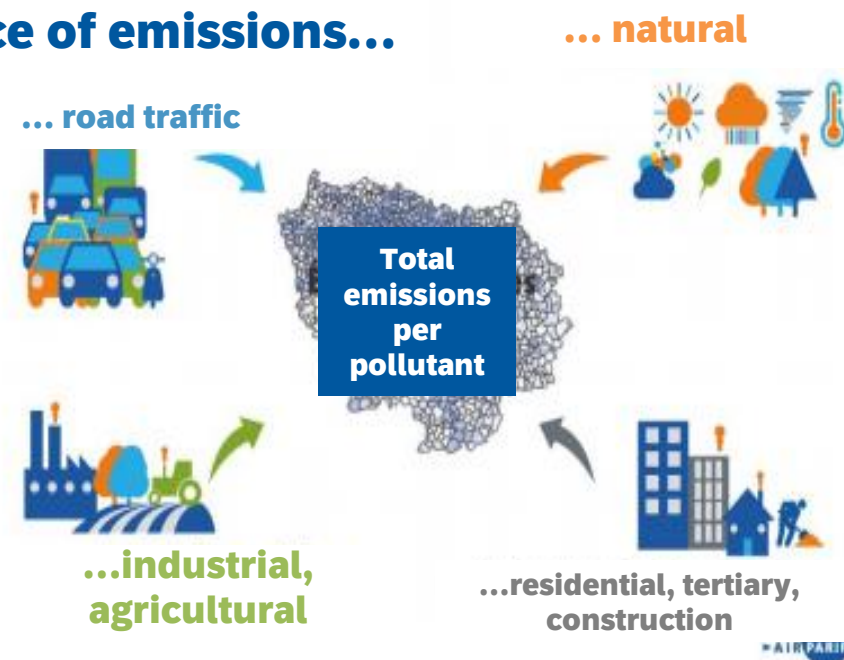 ce of emissions...
... natural
... road traffic
Total
emissions
per
pollutant
...industrial,
agricultural
...residential, tertiary,
construction
AIRPARIF